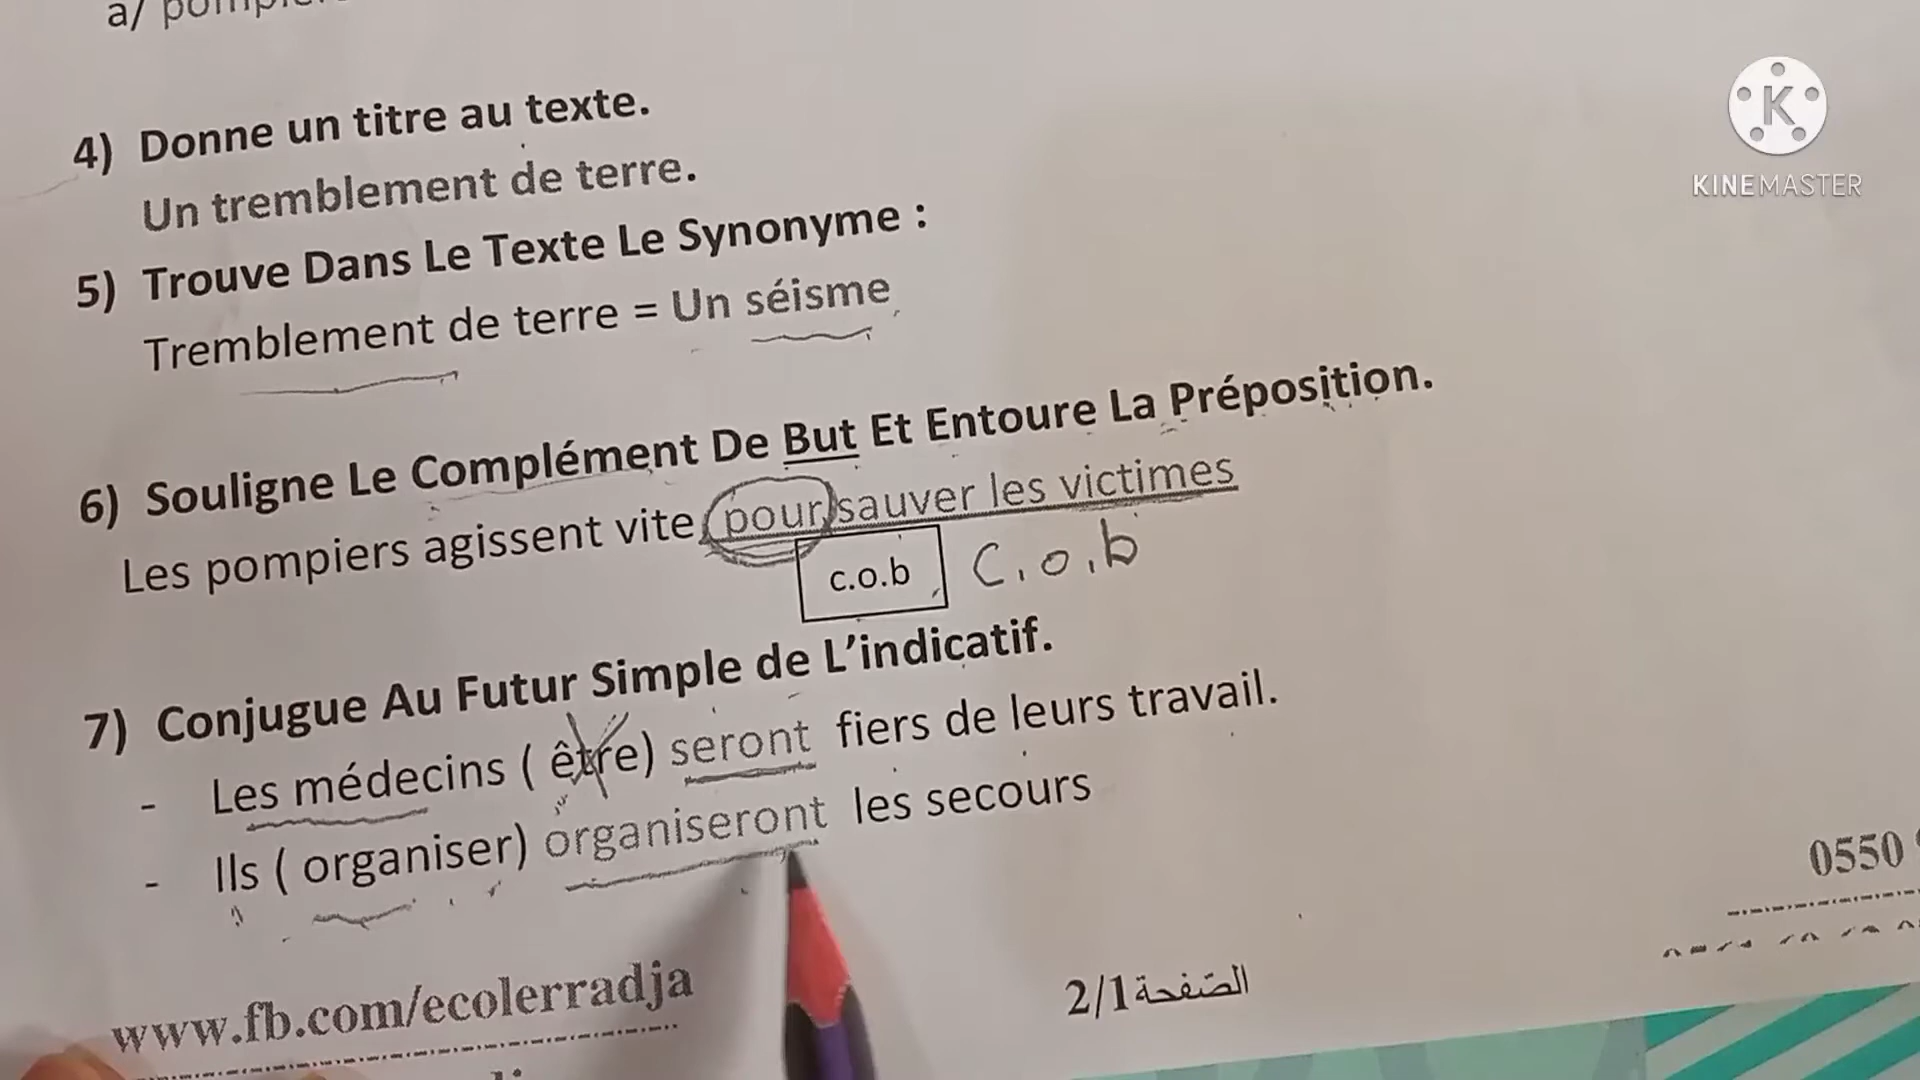 a/
4) Donne un titre au texte.
Un tremblement de terre.
5) Trouve Dans Le Texte Le Synonyme :
Tremblement de terre = Un séisme
6) Souligne Le Complément De But Et Entoure La Préposition.
Les pompiers agissent vite pour sauver les victimes
c.o.b C.o.b
7) Conjugue Au Futur Simple de L'indicatif.
- Les médecins ( être) seront fiers de leurs travail.
- Ils ( organiser) organiseront les secours
0550
www.fb.com/ecolerradja
الصفحة 2/1
K
KINEMASTER